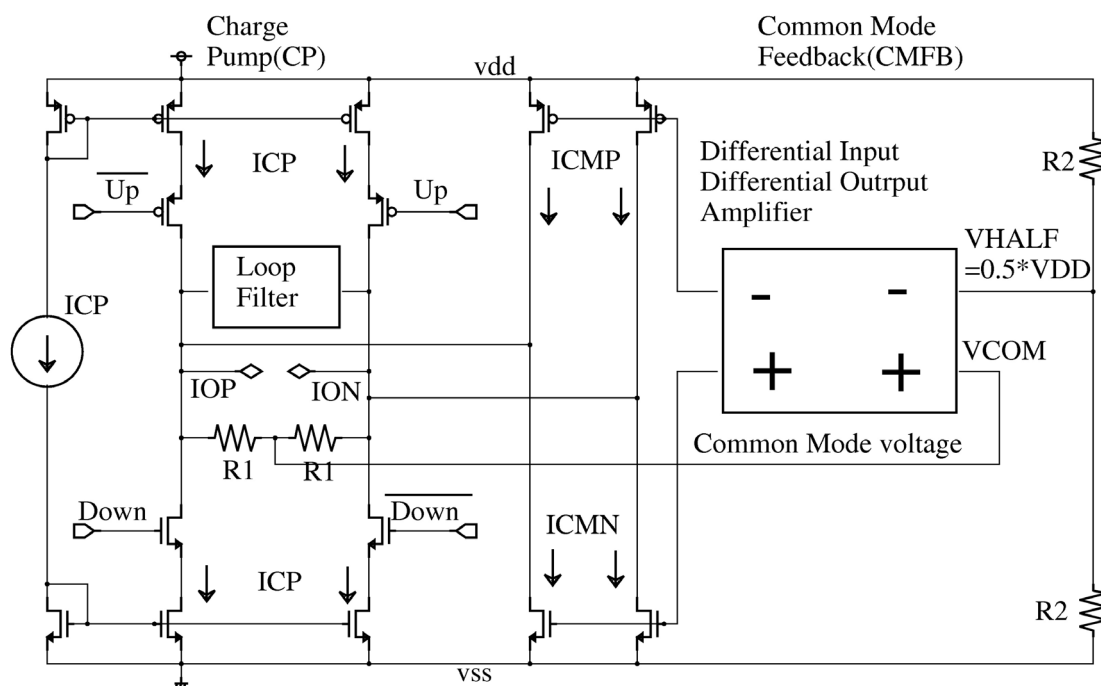 Charge
Pump(CP)
Common Mode
Feedback(CMFB)
vdd
ICP
ICMP
Differential Input
Differential Outrput
Amplifier
R2
Up
Up
VHALF
=0.5*VDD
Loop
Filter
ICP
- -
VCOM
IOP
ION
+ +
Common Mode voltage
R1
R1
Down
Down
ICMN
ICP
R2
vss